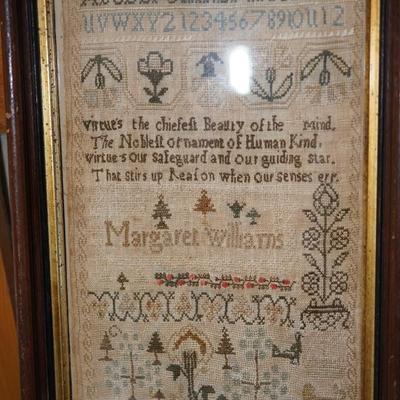 UVWXYZ123456789101112
Virtue's the chiefest Beauty of the Mind,
The Noblest ornament of Human Kind,
Virtue's our safeguard and our guiding star.
That stirs up Reason when our senses err.
Margaret Williams